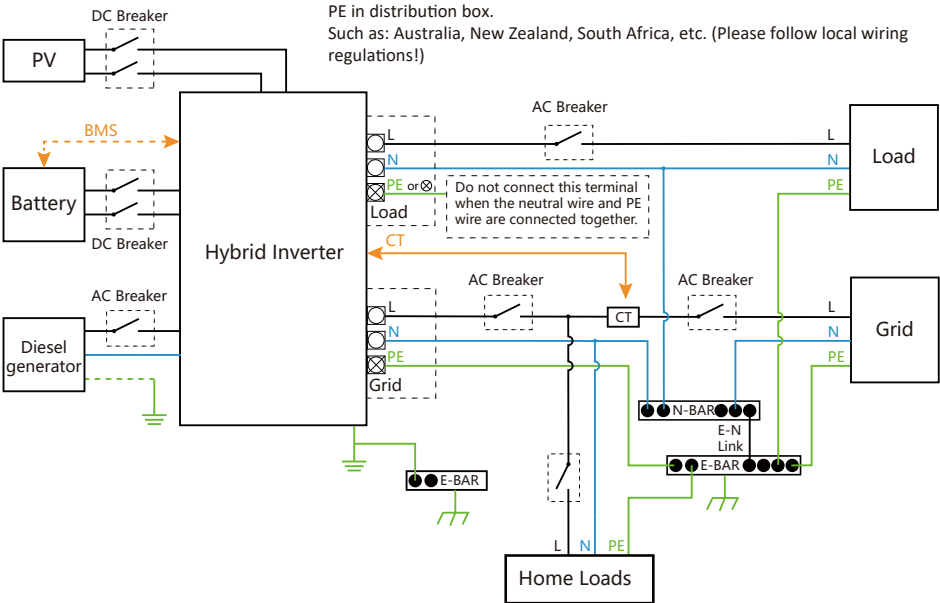 PE in distribution box.
Such as: Australia, New Zealand, South Africa, etc. (Please follow local wiring
regulations!)
DC Breaker
PV
BMS
Battery
DC Breaker
AC Breaker
Diesel
generator
Hybrid Inverter
L
N
PE or
Load
Do not connect this terminal
when the neutral wire and PE
wire are connected together.
AC Breaker
L
N
PE
Load
CT
AC Breaker
CT
AC Breaker
L
N
PE
Grid
L
N
PE
Grid
N-BAR
E-N
Link
E-BAR
E-BAR
L
N
PE
Home Loads